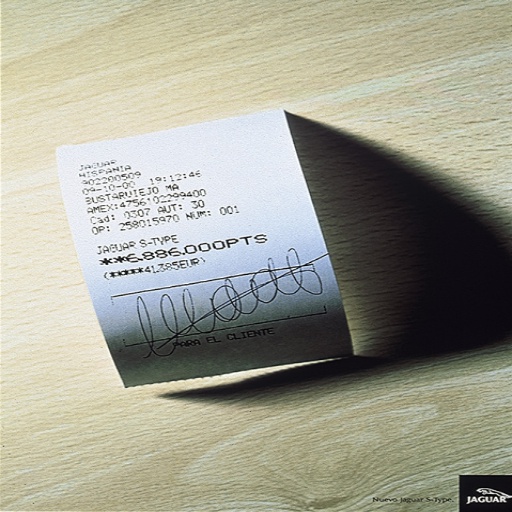 JAGUAR
HISPANIA
902200509
09-10-00 19:12:46
BUSTARVIEJO MA
AMEX:4756102299400
Cad: 0307 AUT: 30
OP: 258015970 NUM: 001
JAGUAR S-TYPE
**6.886.000PTS
(*****41.385EUR)
PARA EL CLIENTE
Nuevo Jaguar S-Type.
JAGUAR